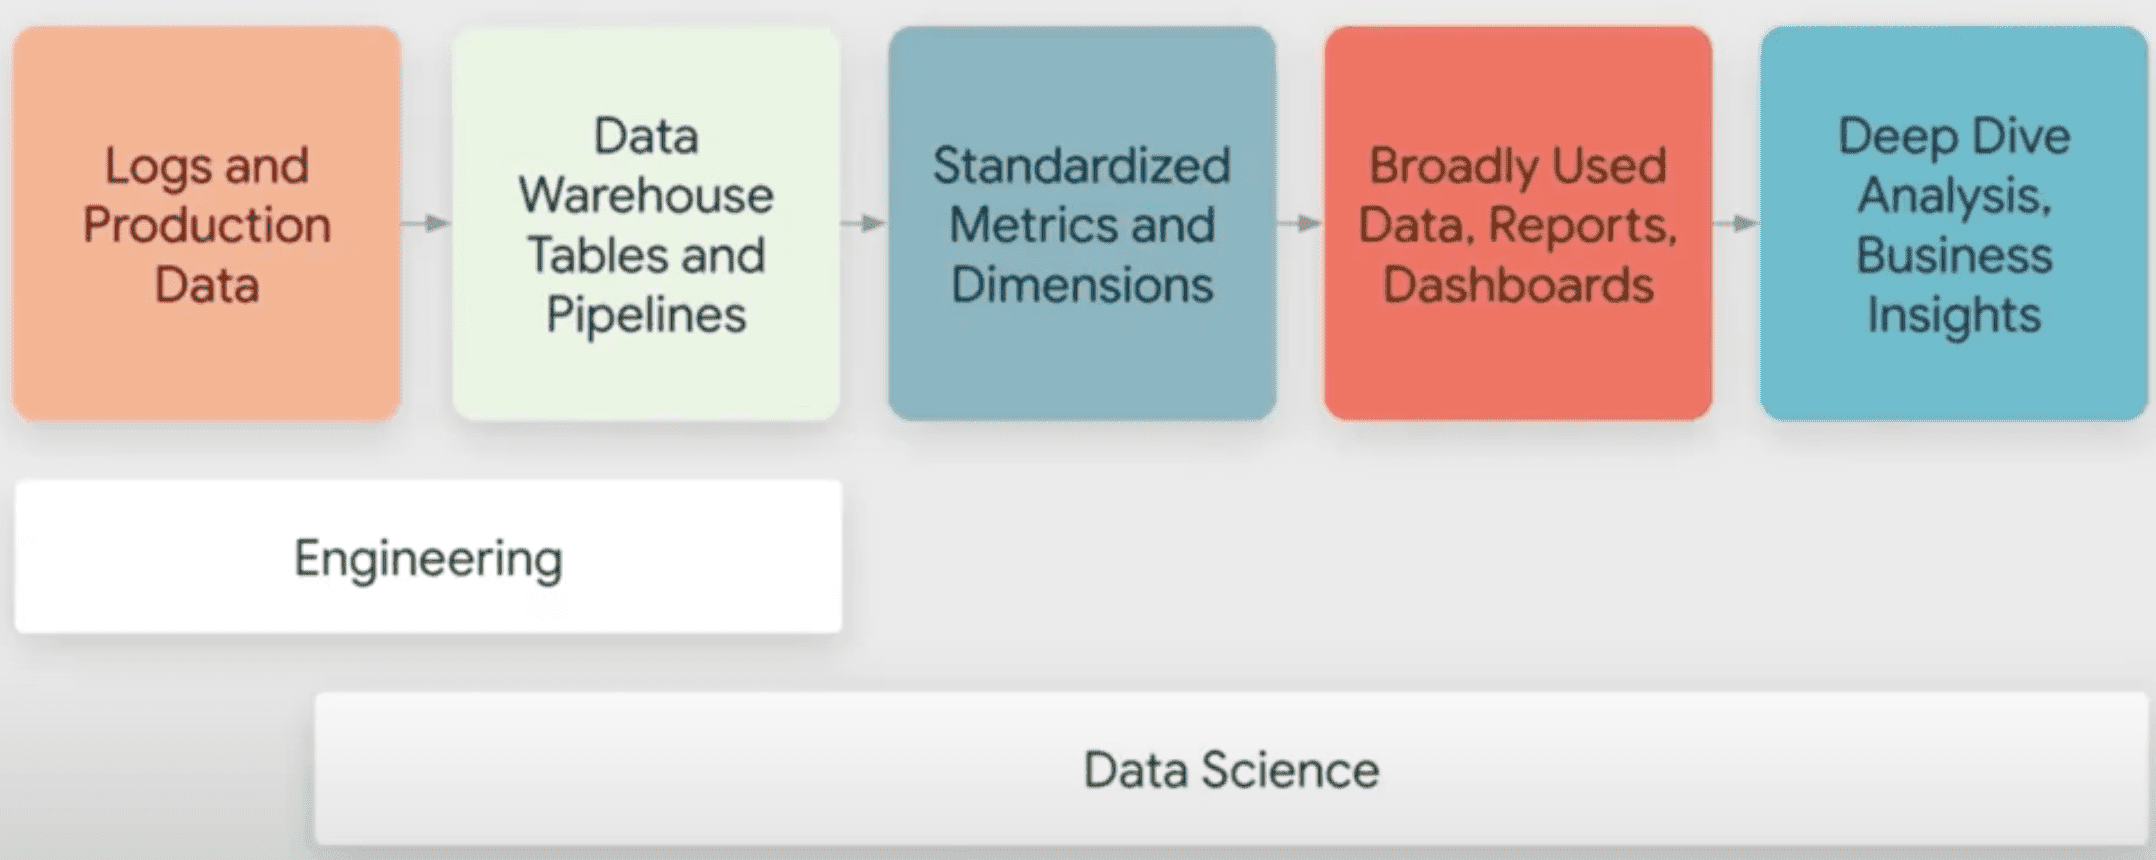 Logs and
Production
Data
Data
Warehouse
Tables and
Pipelines
Standardized
Metrics and
Dimensions
Broadly Used
Data, Reports,
Dashboards
Deep Dive
Analysis,
Business
Insights
Engineering
Data Science